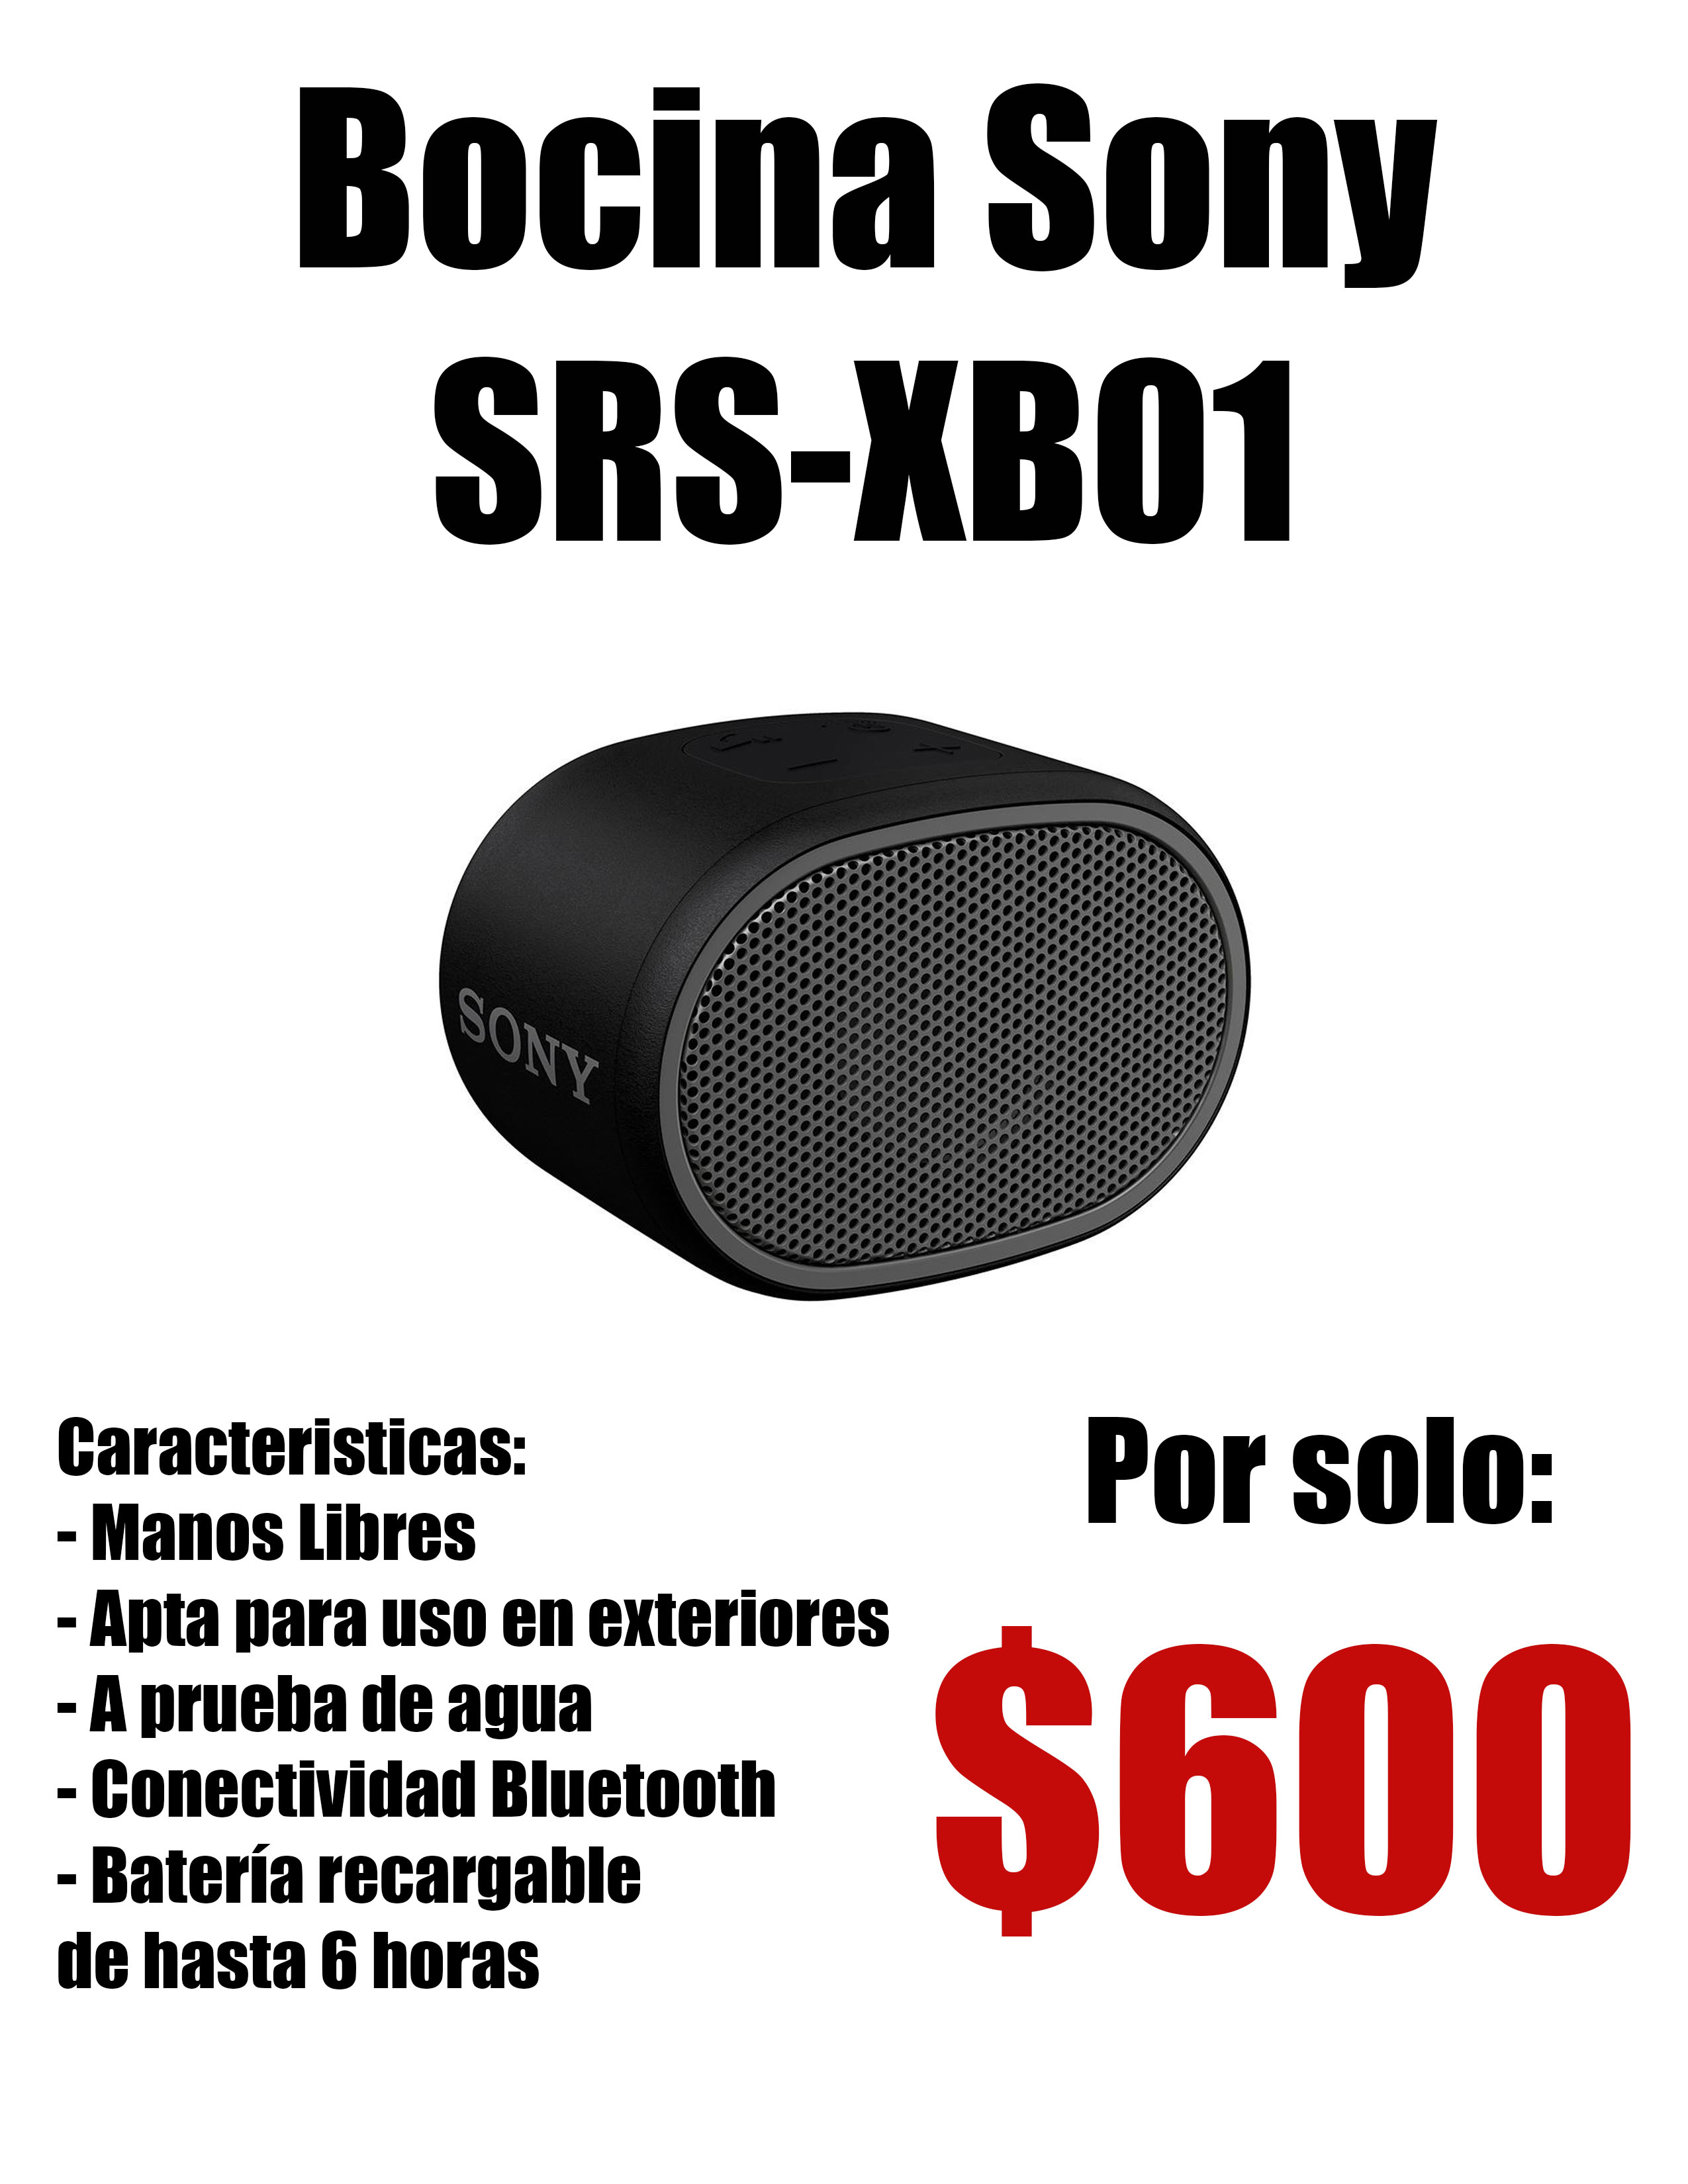 Bocina Sony
SRS-XB01
SONY
Caracteristicas:
- Manos Libres
- Apta para uso en exteriores
- A prueba de agua
- Conectividad Bluetooth
- Batería recargable
de hasta 6 horas
Por solo:
$600